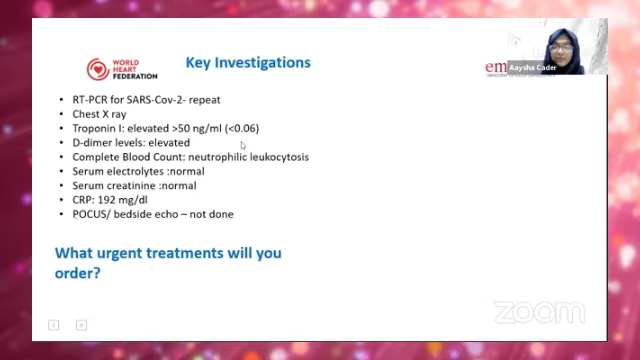 WORLD
HEART
FEDERATION
Key Investigations
em
Aaysha Cader
• RT-PCR for SARS-Cov-2- repeat
• Chest X ray
• Troponin I: elevated >50 ng/ml (<0.06)
• D-dimer levels: elevated
• Complete Blood Count: neutrophilic leukocytosis
• Serum electrolytes :normal
• Serum creatinine :normal
• CRP: 192 mg/dl
• POCUS/ bedside echo – not done
What urgent treatments will you
order?
zoom